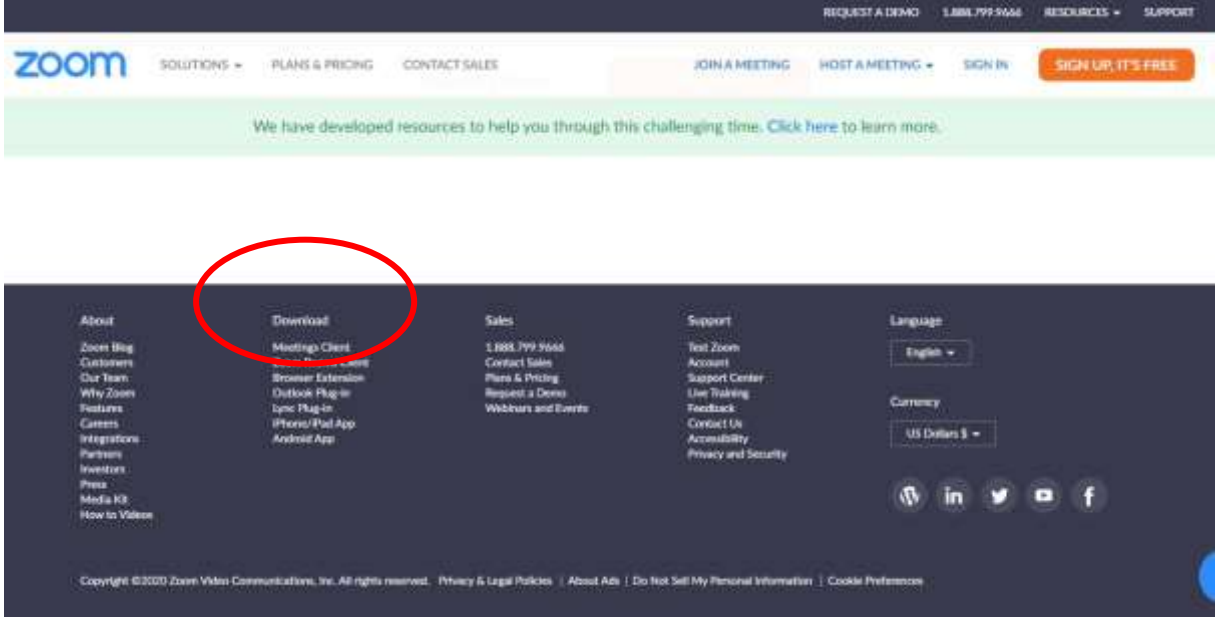 REQUEST A DEMO 1.888.799.9666 RESOURCES SUPPORT
zoom SOLUTIONS PLANS & PRICING CONTACT SALES JOIN A MEETING HOST A MEETING SIGN IN SIGN UP, IT'S FREE
We have developed resources to help you through this challenging time. Click here to learn more.
About
Zoom Blog
Customers
Our Team
Why Zoom
Features
Careers
Integrations
Partners
Investors
Press
Media Kit
How to Videos
Download
Meetings Client
Client
Browser Extension
Outlook Plug-in
Lync Plug-in
iPhone/iPad App
Android App
Sales
1.888.799.9666
Contact Sales
Plans & Pricing
Request a Demo
Webinars and Events
Support
Test Zoom
Account
Support Center
Live Training
Feedback
Contact Us
Accessibility
Privacy and Security
Language
English
Currency
US Dollars $
in f
Copyright ©2020 Zoom Video Communications, Inc. All rights reserved. Privacy & Legal Policies | About Ads | Do Not Sell My Personal Information | Cookie Preferences